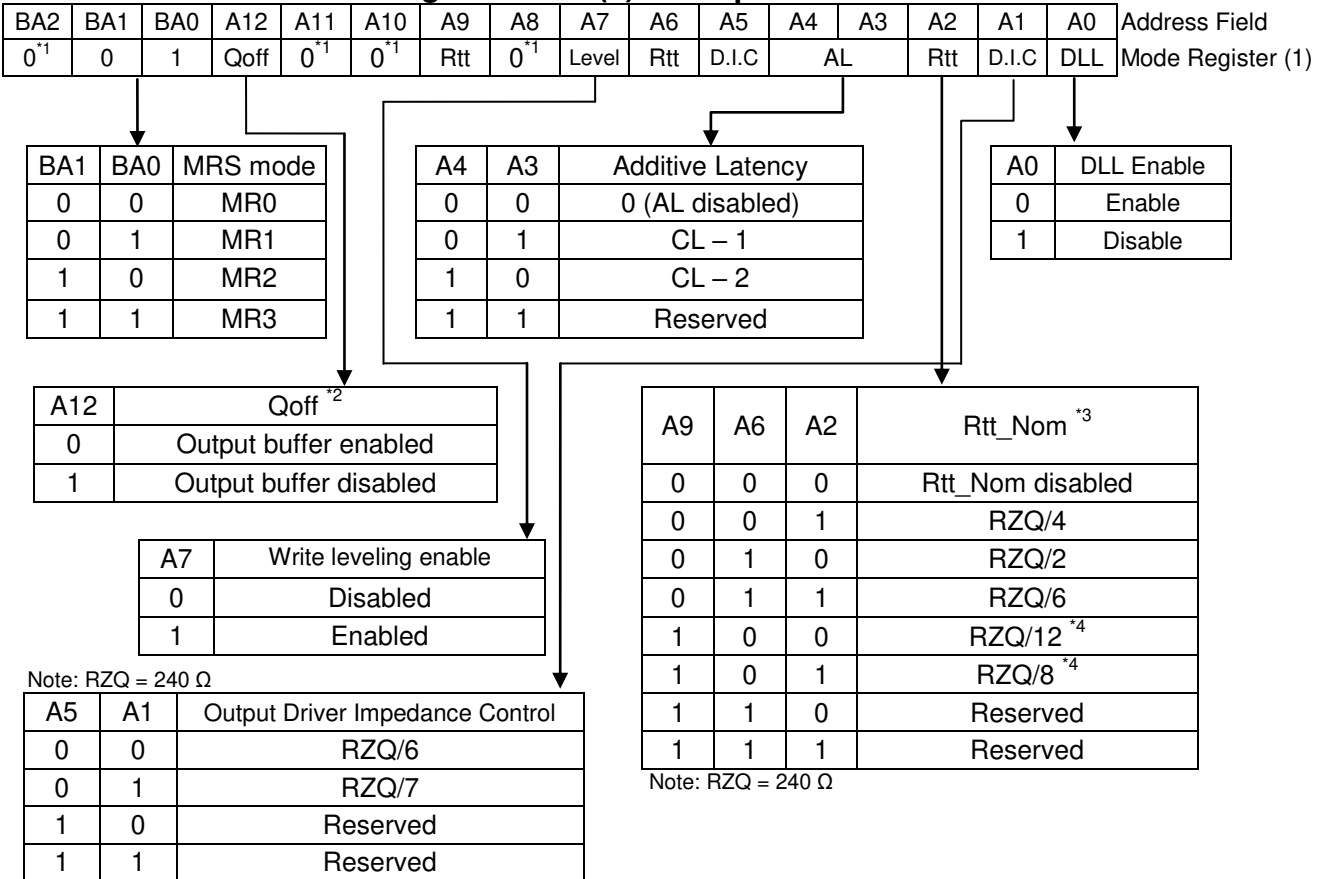 BA2 BA1 BA0 A12 A11 A10 A9 A8 A7 A6 A5 A4 A3 A2 A1 A0 Address Field
0*1 0 1 Qoff 0*1 0*1 Rtt 0*1 Level Rtt D.I.C AL Rtt D.I.C DLL Mode Register (1)
BA1 BA0 MRS mode
0 0 MR0
0 1 MR1
1 0 MR2
1 1 MR3
A4 A3 Additive Latency
0 0 0 (AL disabled)
0 1 CL – 1
1 0 CL – 2
1 1 Reserved
A0 DLL Enable
0 Enable
1 Disable
A12 Qoff *2
0 Output buffer enabled
1 Output buffer disabled
A9 A6 A2 Rtt_Nom *3
0 0 0 Rtt_Nom disabled
0 0 1 RZQ/4
0 1 0 RZQ/2
0 1 1 RZQ/6
1 0 0 RZQ/12 *4
1 0 1 RZQ/8 *4
1 1 0 Reserved
1 1 1 Reserved
Note: RZQ = 240 Ω
A7 Write leveling enable
0 Disabled
1 Enabled
Note: RZQ = 240 Ω
A5 A1 Output Driver Impedance Control
0 0 RZQ/6
0 1 RZQ/7
1 0 Reserved
1 1 Reserved